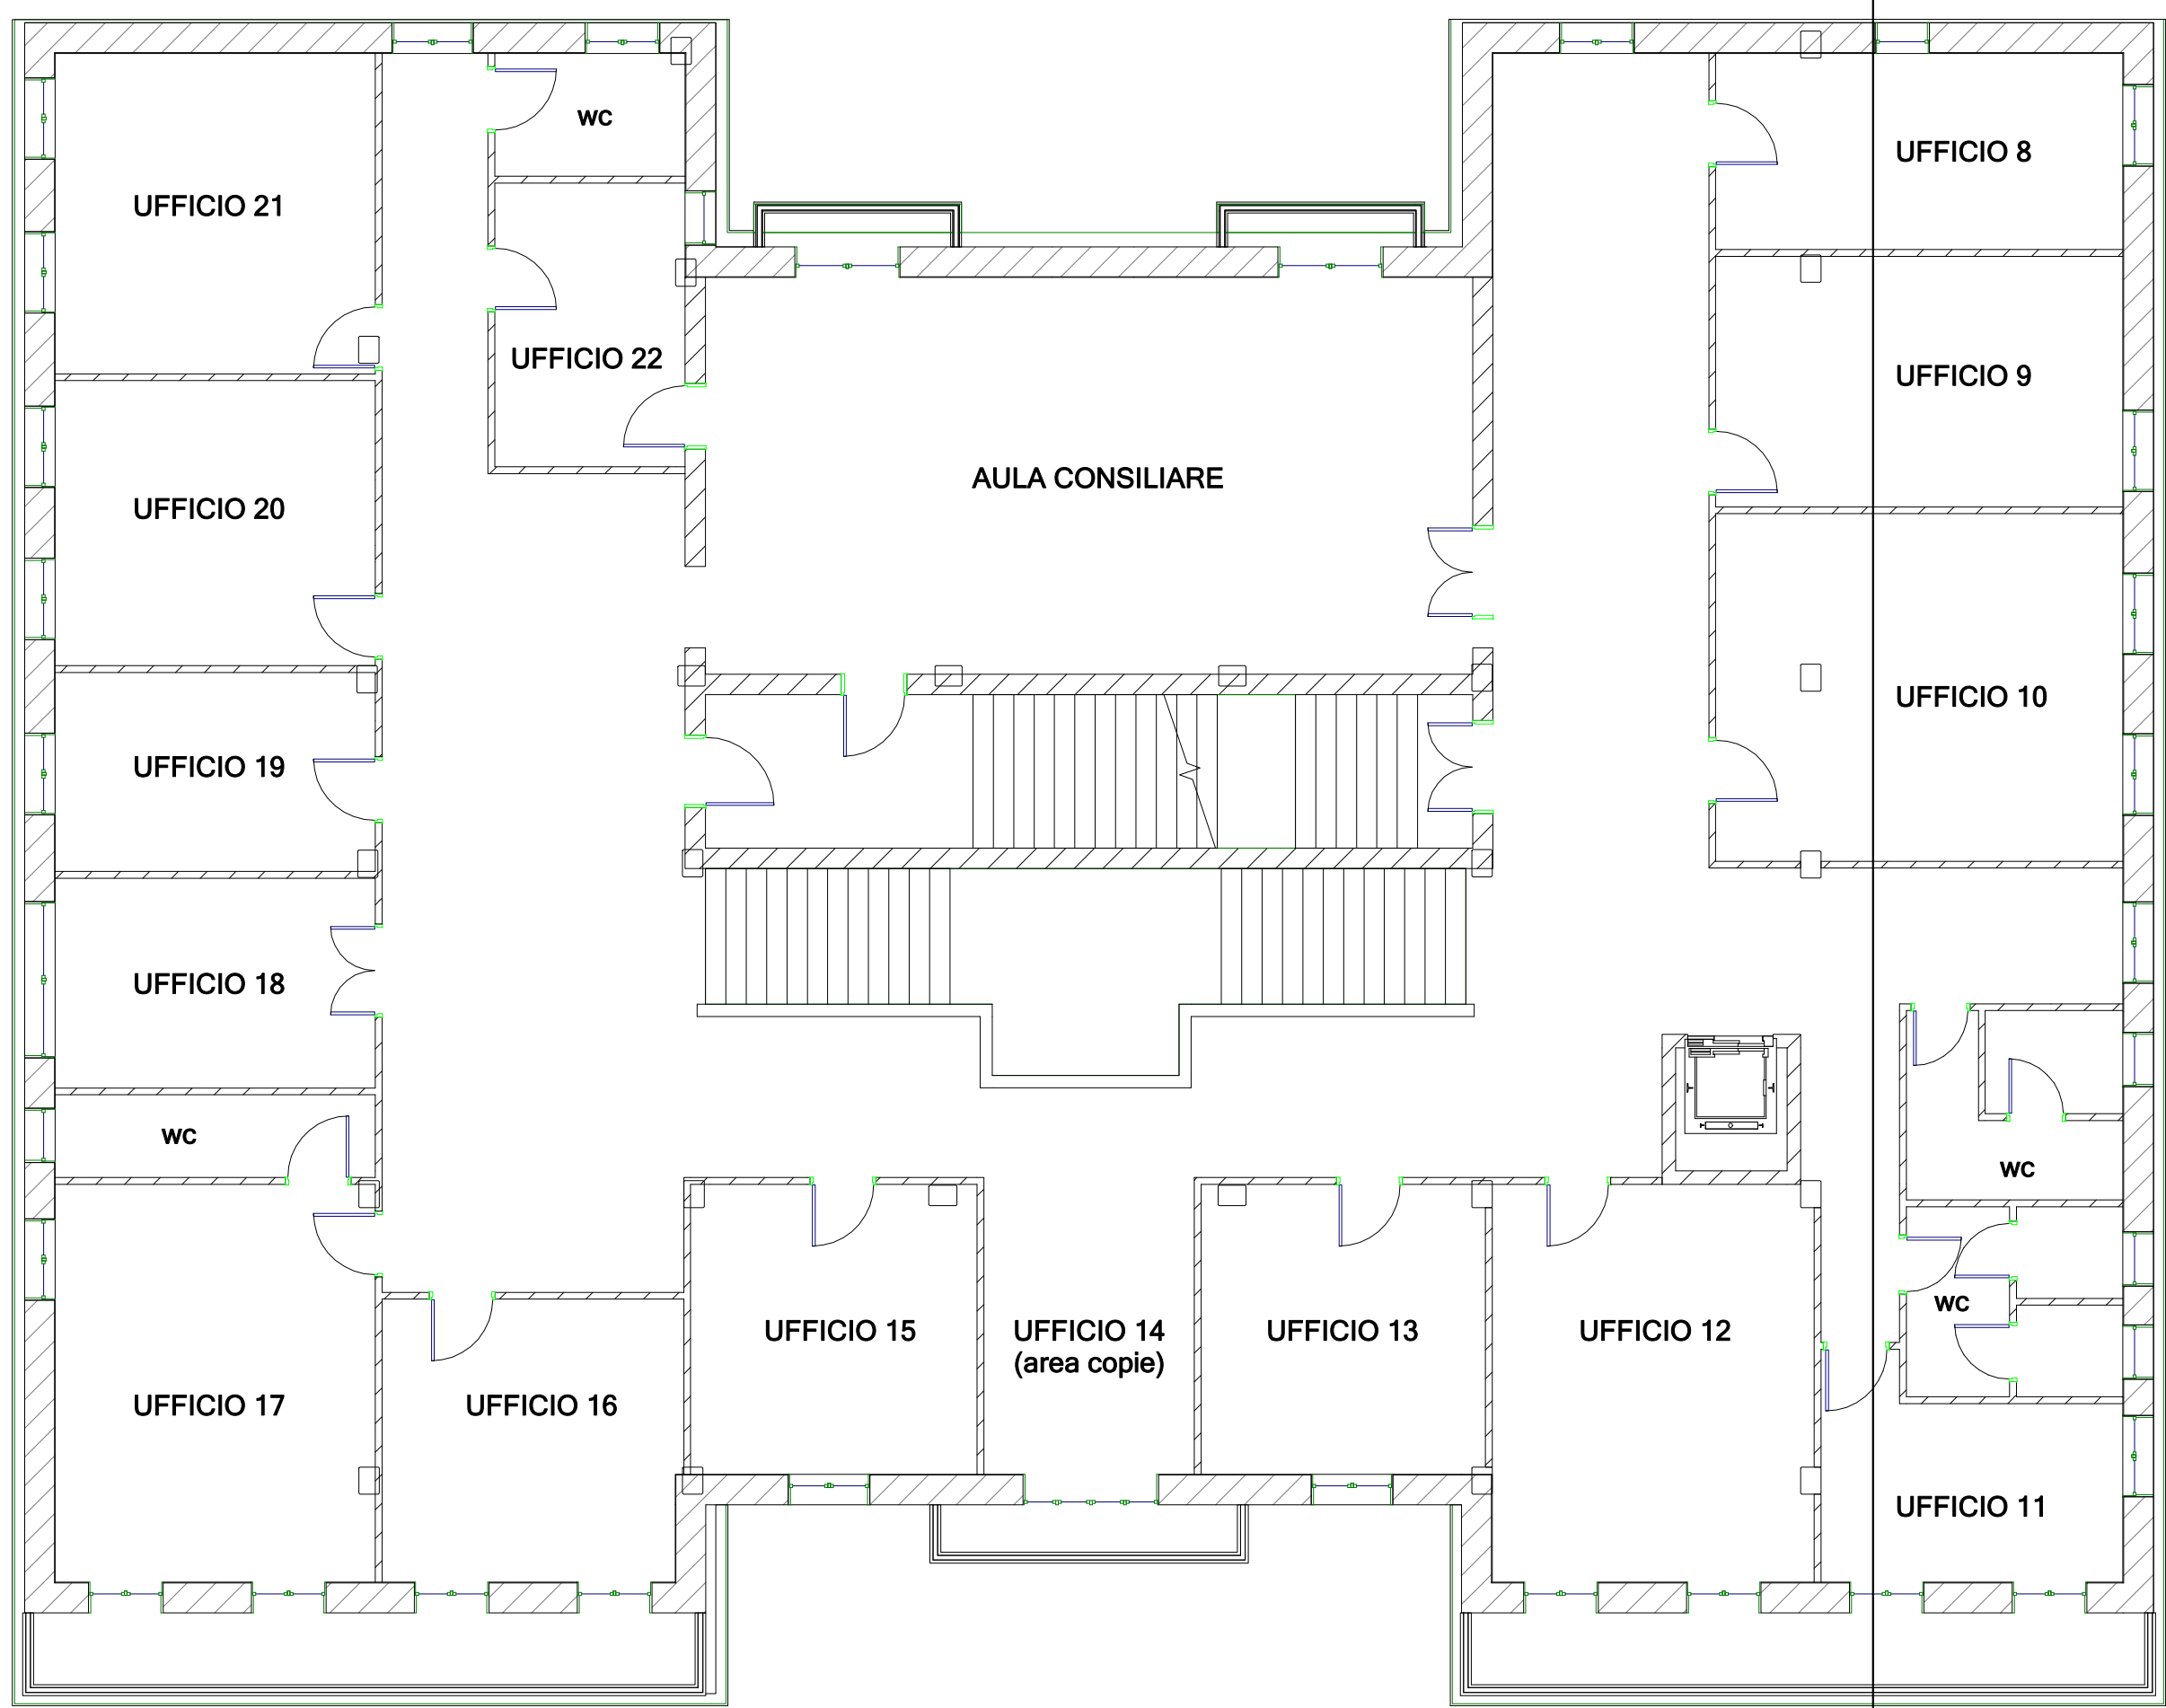 WC
UFFICIO 8
UFFICIO 21
UFFICIO 22
UFFICIO 9
AULA CONSILIARE
UFFICIO 20
UFFICIO 10
UFFICIO 19
UFFICIO 18
WC
WC
WC
UFFICIO 15
UFFICIO 14
(area copie)
UFFICIO 13
UFFICIO 12
UFFICIO 17
UFFICIO 16
UFFICIO 11